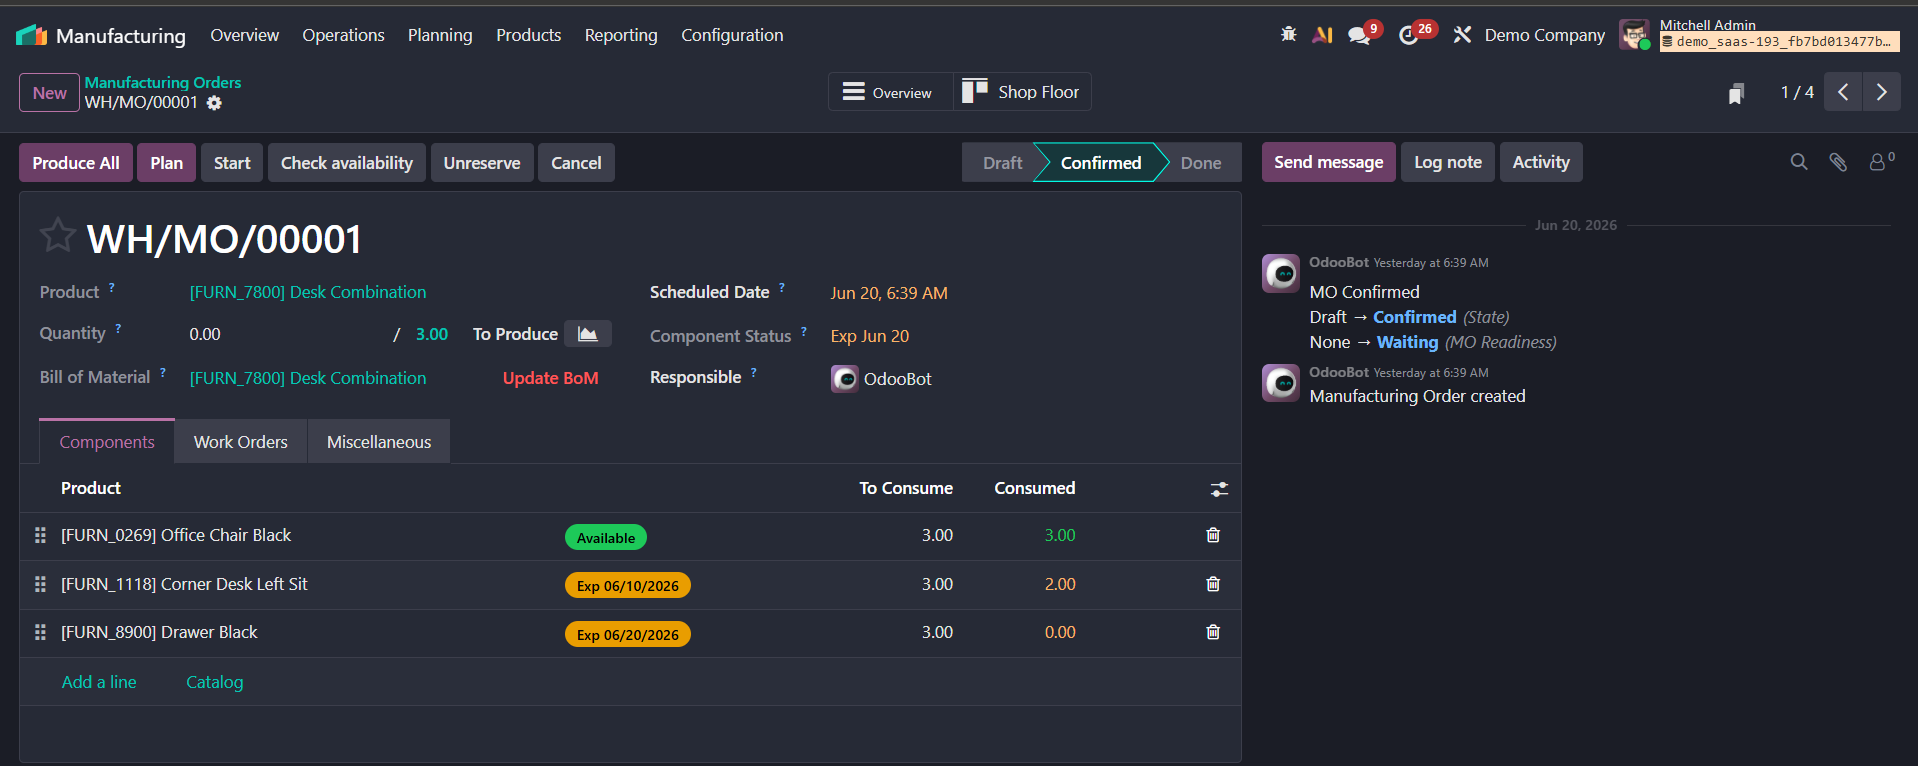 Manufacturing Overview Operations Planning Products Reporting Configuration 9 26 Demo Company Mitchell Admin
demo_saas-193_fb7bd013477b...
New Manufacturing Orders
WH/MO/00001
Overview Shop Floor 1 / 4
Produce All Plan Start Check availability Unreserve Cancel Draft Confirmed Done Send message Log note Activity 0
WH/MO/00001
Product ? [FURN_7800] Desk Combination
Quantity ? 0.00 / 3.00 To Produce
Bill of Material ? [FURN_7800] Desk Combination Update BoM
Scheduled Date ? Jun 20, 6:39 AM
Component Status ? Exp Jun 20
Responsible ? OdooBot
Components Work Orders Miscellaneous
Product To Consume Consumed
[FURN_0269] Office Chair Black Available 3.00 3.00
[FURN_1118] Corner Desk Left Sit Exp 06/10/2026 3.00 2.00
[FURN_8900] Drawer Black Exp 06/20/2026 3.00 0.00
Add a line Catalog
Jun 20, 2026
OdooBot Yesterday at 6:39 AM
MO Confirmed
Draft → Confirmed (State)
None → Waiting (MO Readiness)
OdooBot Yesterday at 6:39 AM
Manufacturing Order created